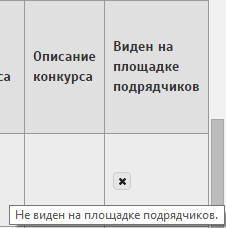 са
Описание
конкурса
Виден на
площадке
подрядчиков
Не виден на площадке подрядчиков.